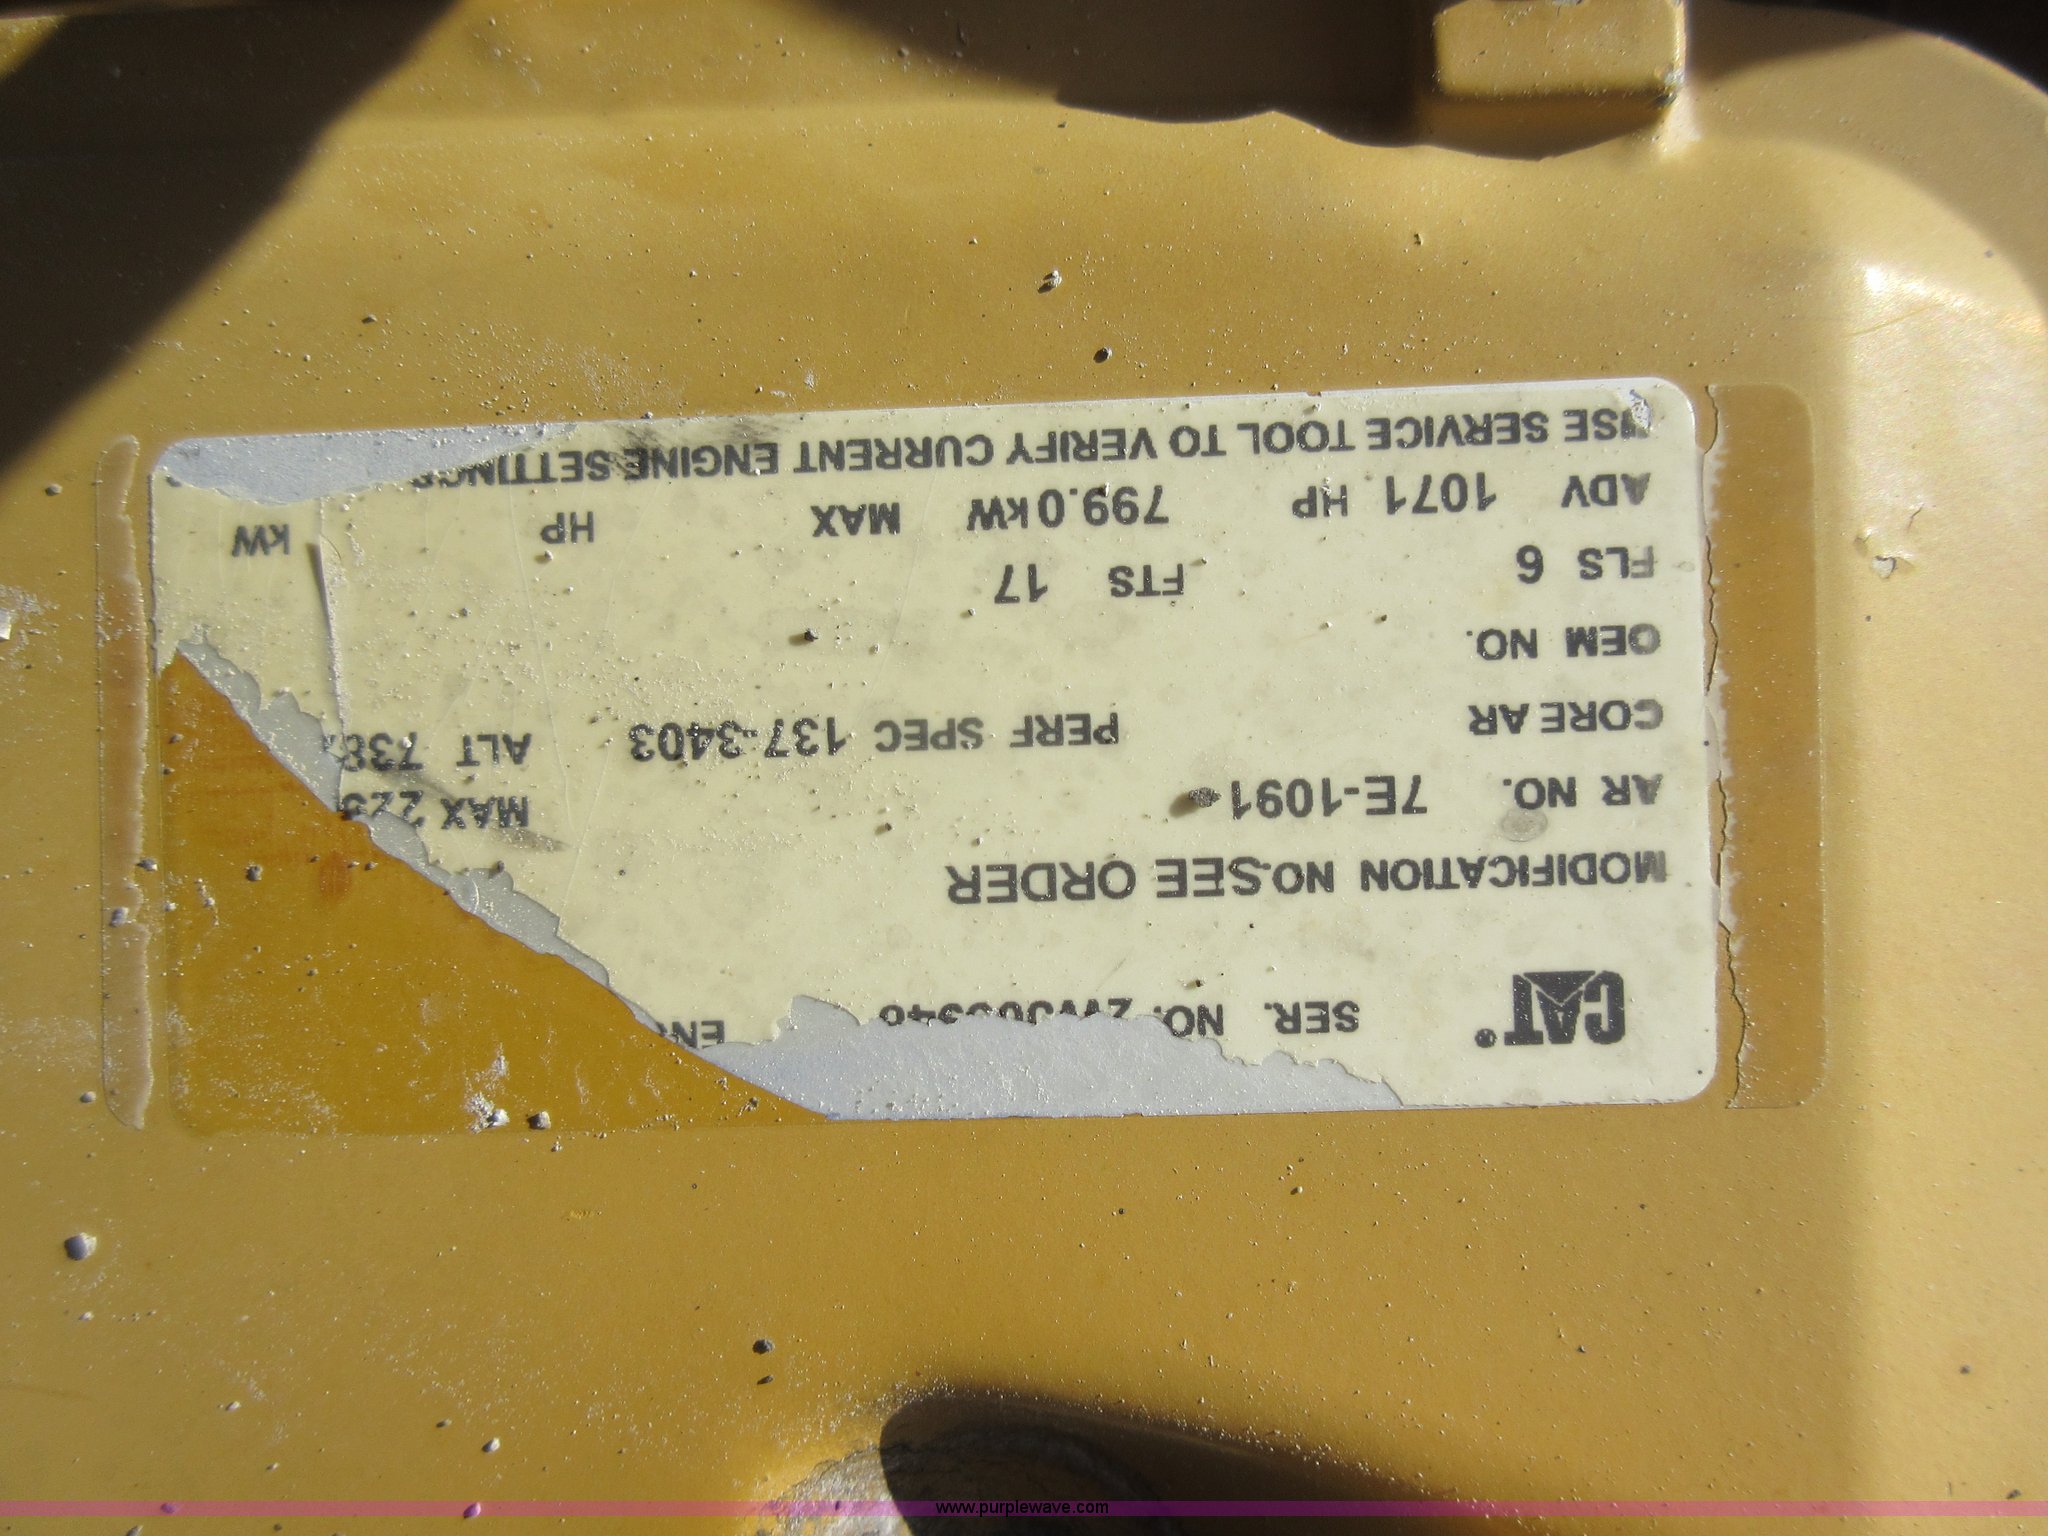 CAT® SER. NO.
MODIFICATION NO. SEE ORDER
AR NO. 7E-1091 MAX
CORE AR PERF SPEC 137-3403 ALT
OEM NO.
FLS 6 FTS 17
ADV 1071 HP 799.0 kW MAX HP kW
USE SERVICE TOOL TO VERIFY CURRENT ENGINE SETTINGS
www.purplewave.com